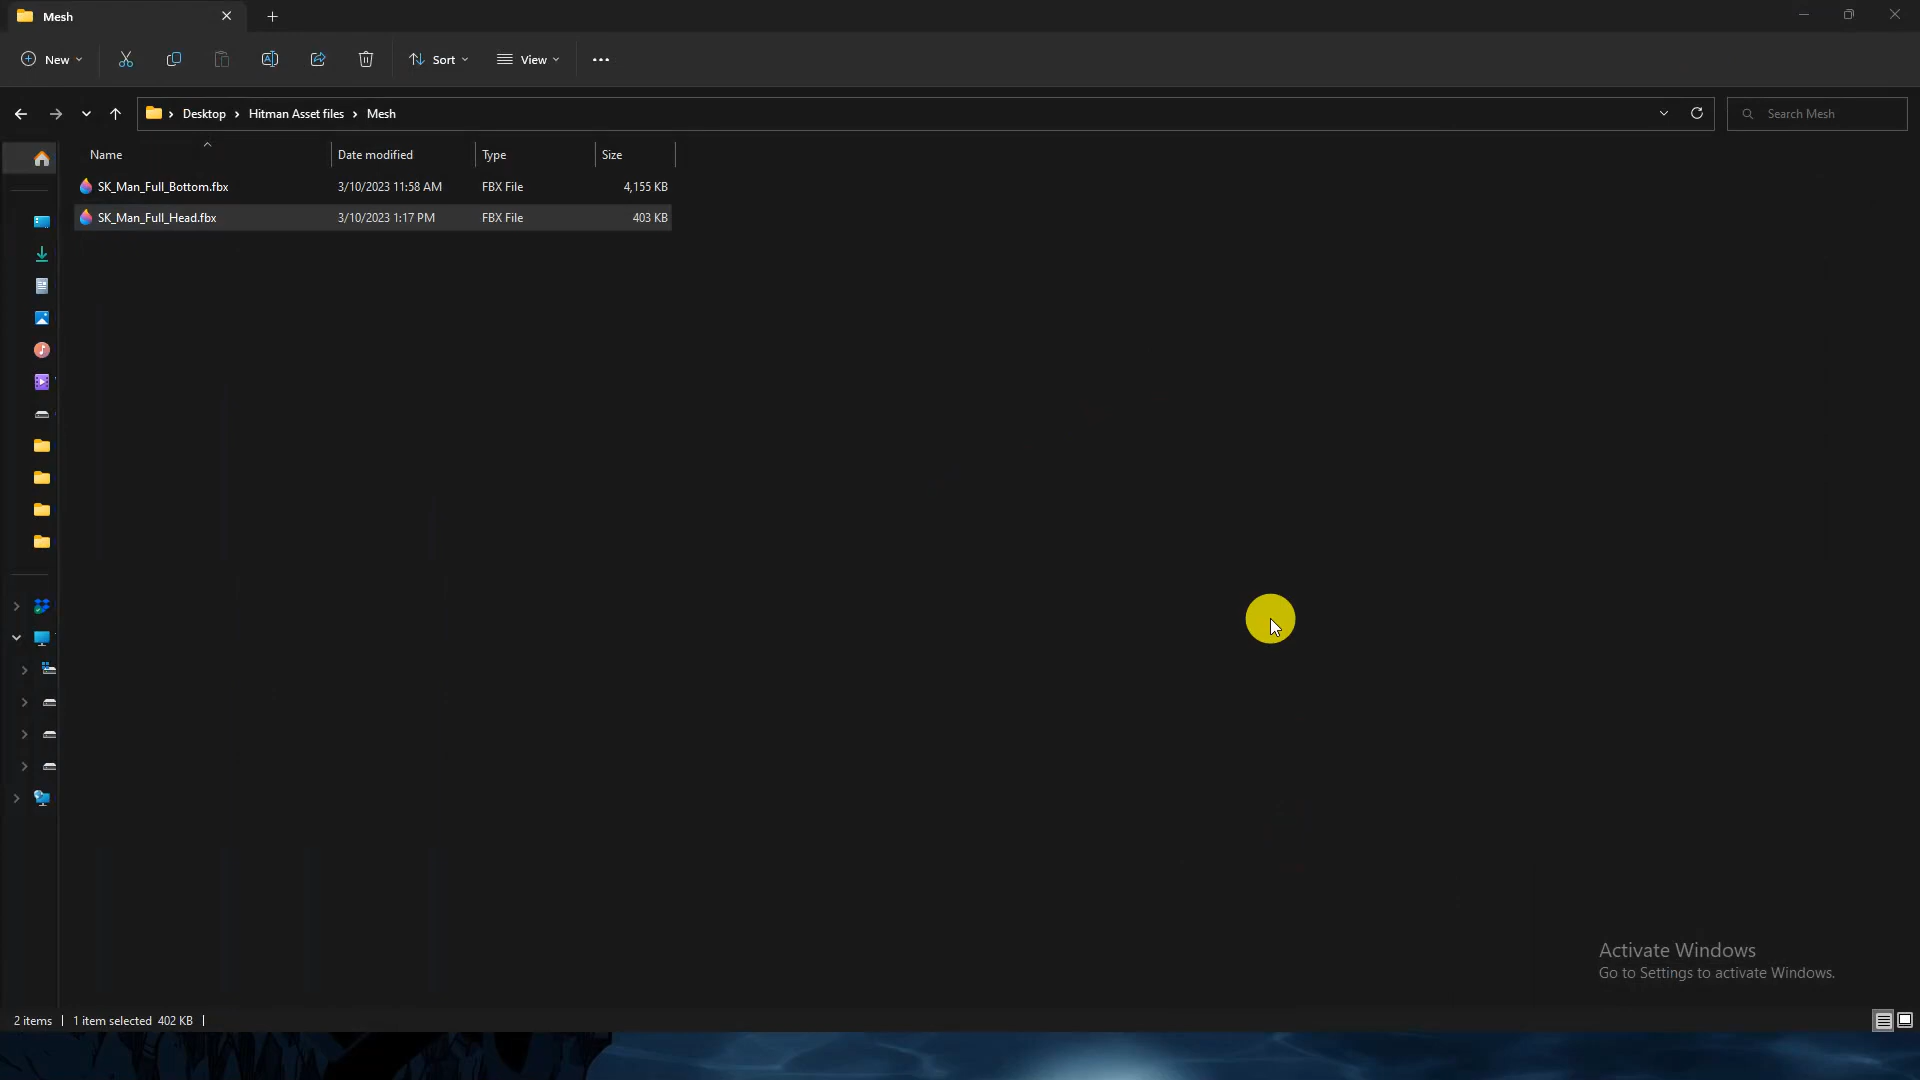 Mesh
New
Sort
View
Desktop
Hitman Asset files
Mesh
Search Mesh
Name
Date modified
Type
Size
SK_Man_Full_Bottom.fbx
3/10/2023 11:58 AM
FBX File
4,155 KB
SK_Man_Full_Head.fbx
3/10/2023 1:17 PM
FBX File
403 KB
Activate Windows
Go to Settings to activate Windows.
2 items
1 item selected 402 KB